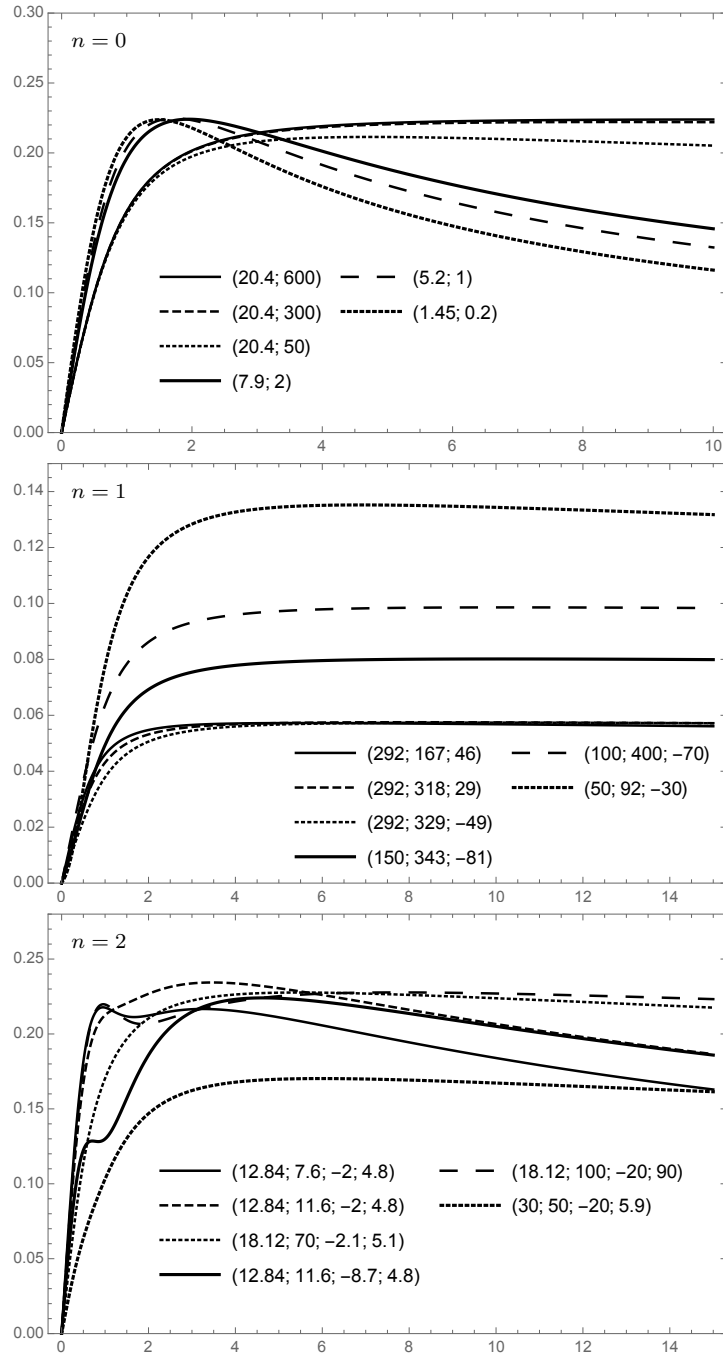 0.30
n = 0
0.25
0.20
0.15
(20.4; 600) (5.2; 1)
0.10
(20.4; 300) (1.45; 0.2)
(20.4; 50)
0.05
(7.9; 2)
0.00
0 2 4 6 8 10
n = 1
0.14
0.12
0.10
0.08
0.06
(292; 167; 46) (100; 400; −70)
0.04
(292; 318; 29) (50; 92; −30)
(292; 329; −49)
0.02
(150; 343; −81)
0.00
0 2 4 6 8 10 12 14
n = 2
0.25
0.20
0.15
(12.84; 7.6; −2; 4.8) (18.12; 100; −20; 90)
0.10
(12.84; 11.6; −2; 4.8) (30; 50; −20; 5.9)
(18.12; 70; −2.1; 5.1)
0.05
(12.84; 11.6; −8.7; 4.8)
0.00
0 2 4 6 8 10 12 14